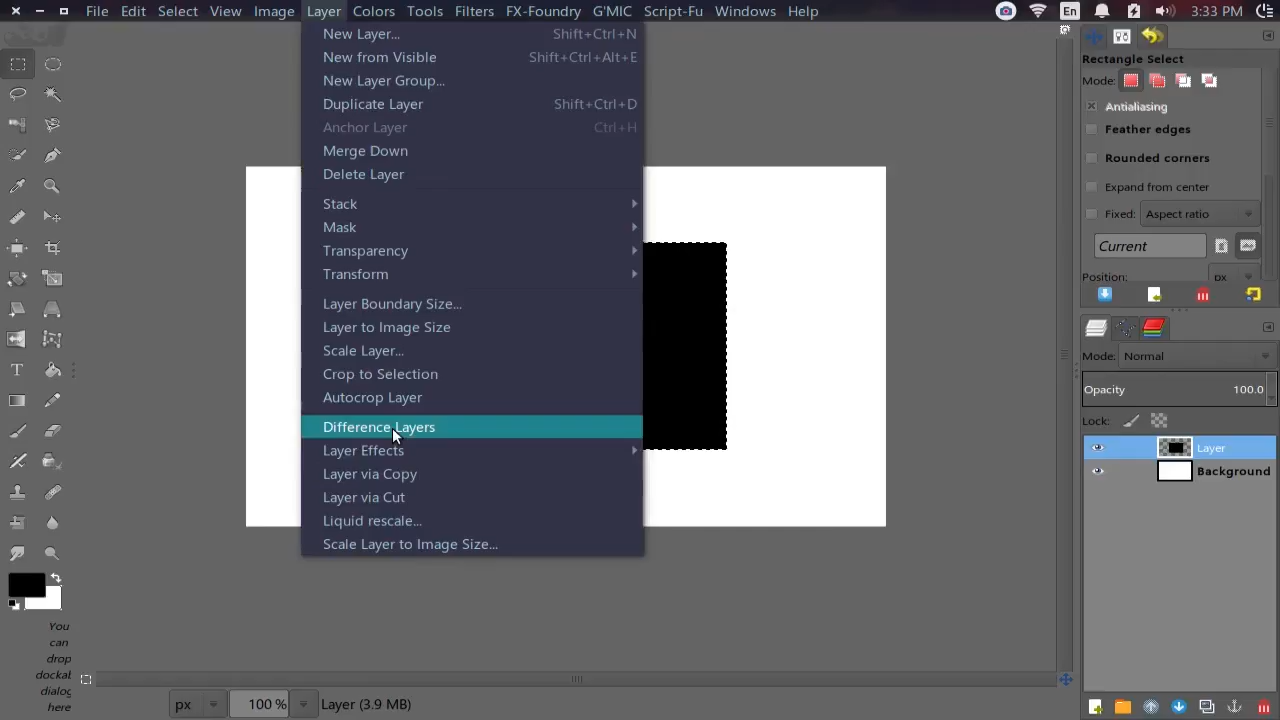 File Edit Select View Image Layer Colors Tools Filters FX-Foundry G'MIC Script-Fu Windows Help En 3:33 PM
New Layer... Shift+Ctrl+N
New from Visible Shift+Ctrl+Alt+E
New Layer Group...
Duplicate Layer Shift+Ctrl+D
Anchor Layer Ctrl+H
Merge Down
Delete Layer
Stack
Mask
Transparency
Transform
Layer Boundary Size...
Layer to Image Size
Scale Layer...
Crop to Selection
Autocrop Layer
Difference Layers
Layer Effects
Layer via Copy
Layer via Cut
Liquid rescale...
Scale Layer to Image Size...
Rectangle Select
Mode:
Antialiasing
Feather edges
Rounded corners
Expand from center
Fixed: Aspect ratio
Current
Position: px
Mode: Normal
Opacity 100.0
Lock:
Layer
Background
You
can
drop
dockab
dialog
here
px 100 % Layer (3.9 MB)